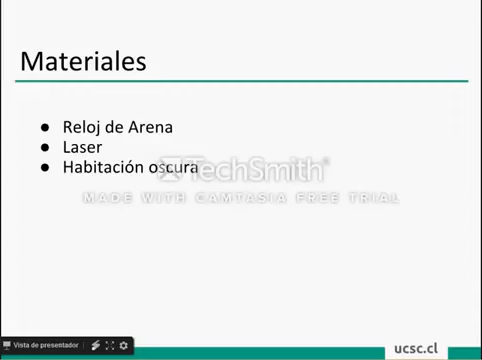 Materiales
● Reloj de Arena
● Laser
● Habitación oscura
TechSmith®
MADE WITH CAMTASIA FREE TRIAL
Vista de presentador
ucsc.cl